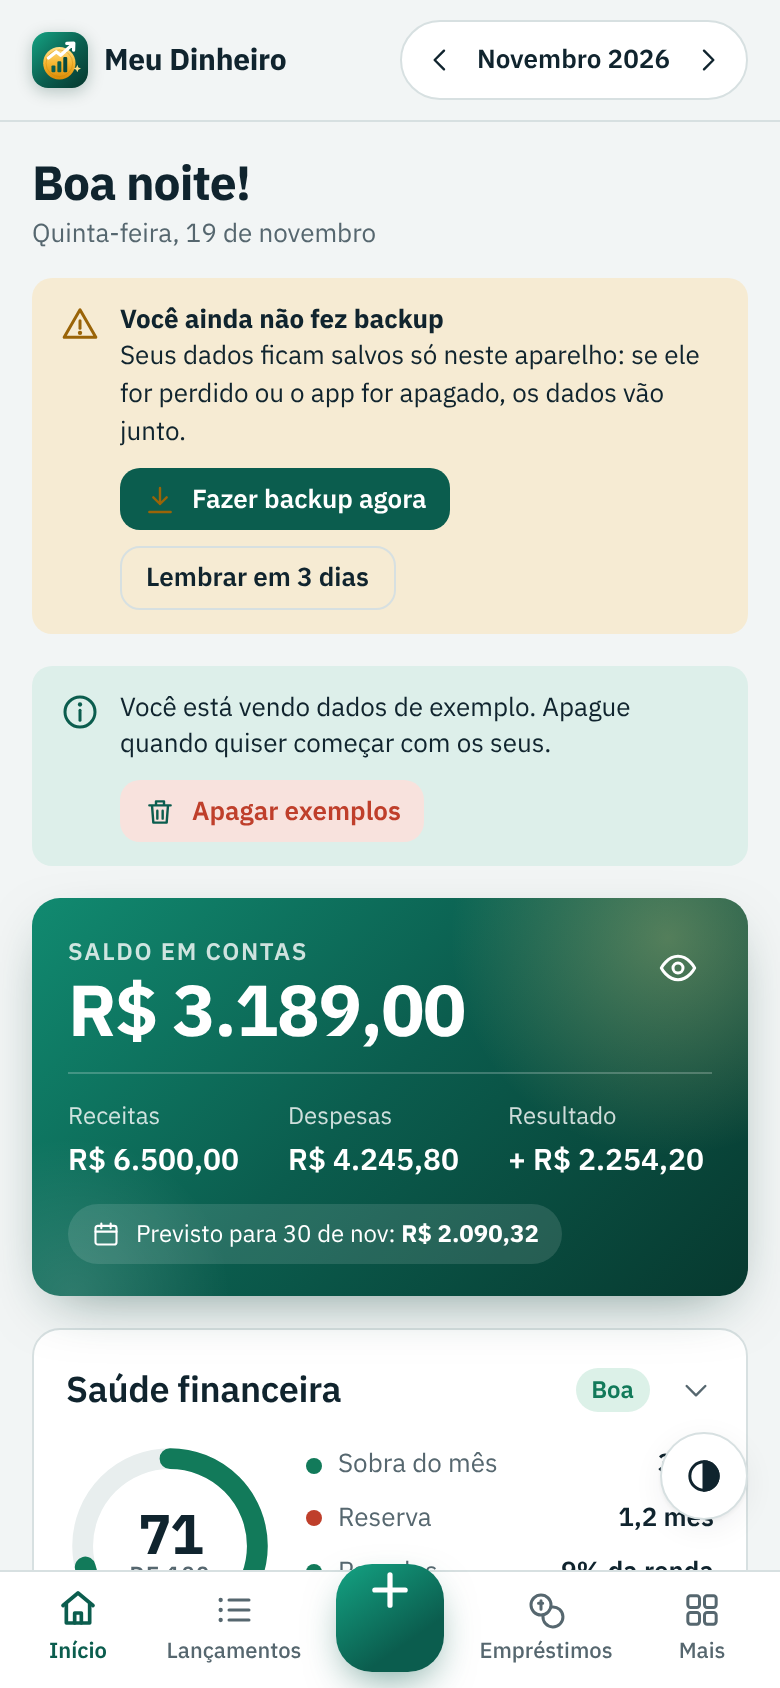 Meu Dinheiro
Novembro 2026
Boa noite!
Quinta-feira, 19 de novembro
Você ainda não fez backup
Seus dados ficam salvos só neste aparelho: se ele
for perdido ou o app for apagado, os dados vão
junto.
Fazer backup agora
Lembrar em 3 dias
Você está vendo dados de exemplo. Apague
quando quiser começar com os seus.
Apagar exemplos
SALDO EM CONTAS
R$ 3.189,00
Receitas
Despesas
Resultado
R$ 6.500,00
R$ 4.245,80
+ R$ 2.254,20
Previsto para 30 de nov: R$ 2.090,32
Saúde financeira
Boa
Sobra do mês
71
Reserva
1,2 mês
9% da renda
Início
Lançamentos
Empréstimos
Mais